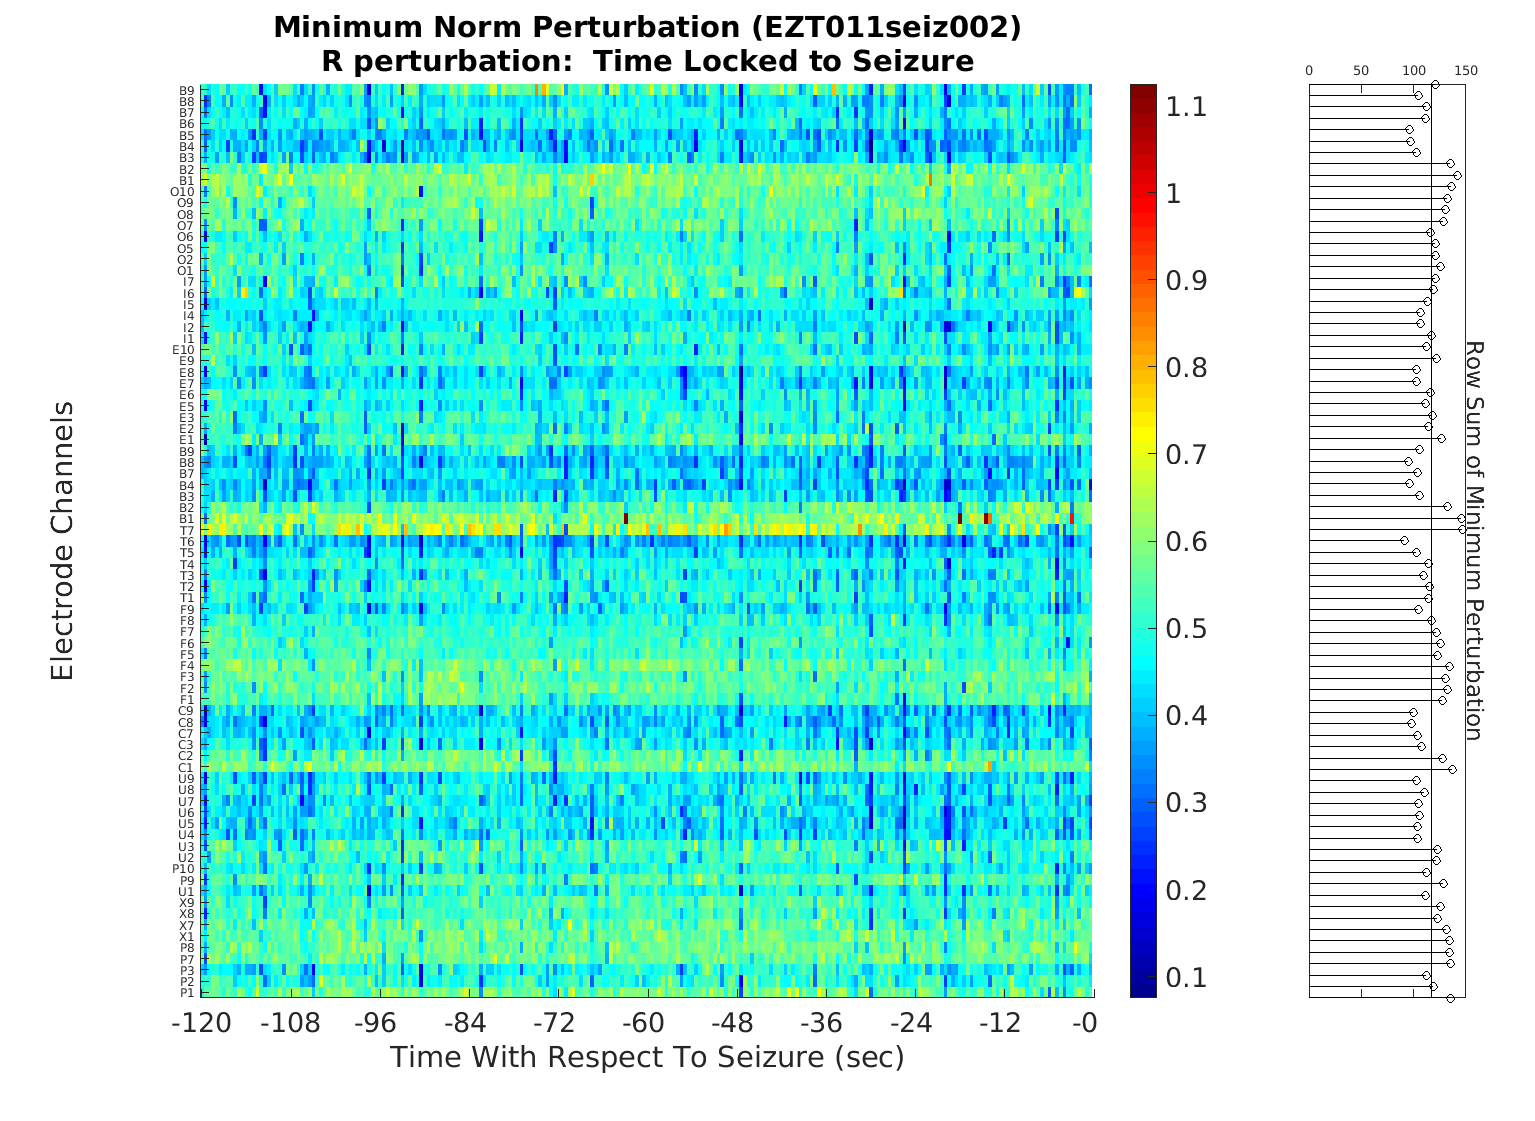 Minimum Norm Perturbation (EZT011seiz002)
R perturbation:  Time Locked to Seizure
0 50 100 150
Electrode Channels
B9
B8
B7
B6
B5
B4
B3
B2
B1
O10
O9
O8
O7
O6
O5
O2
O1
I7
I6
I5
I4
I2
I1
E10
E9
E8
E7
E6
E5
E3
E2
E1
B9
B8
B7
B4
B3
B2
B1
T7
T6
T5
T4
T3
T2
T1
F9
F8
F7
F6
F5
F4
F3
F2
F1
C9
C8
C7
C3
C2
C1
U9
U8
U7
U6
U5
U4
U3
U2
P10
P9
U1
X9
X8
X7
X1
P8
P7
P3
P2
P1
1.1
1
0.9
0.8
0.7
0.6
0.5
0.4
0.3
0.2
0.1
Row Sum of Minimum Perturbation
-120 -108 -96 -84 -72 -60 -48 -36 -24 -12 -0
Time With Respect To Seizure (sec)